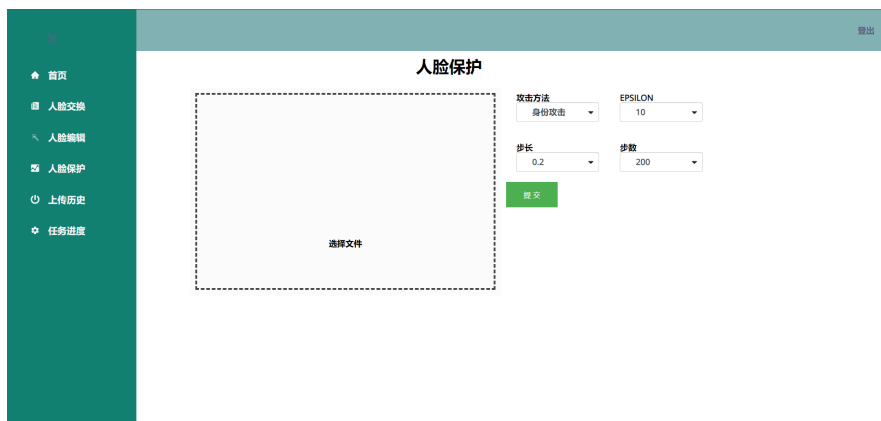 登出
首页
人脸交换
人脸编辑
人脸保护
上传历史
任务进度
人脸保护
选择文件
攻击方法
身份攻击
EPSILON
10
步长
0.2
步数
200
提交